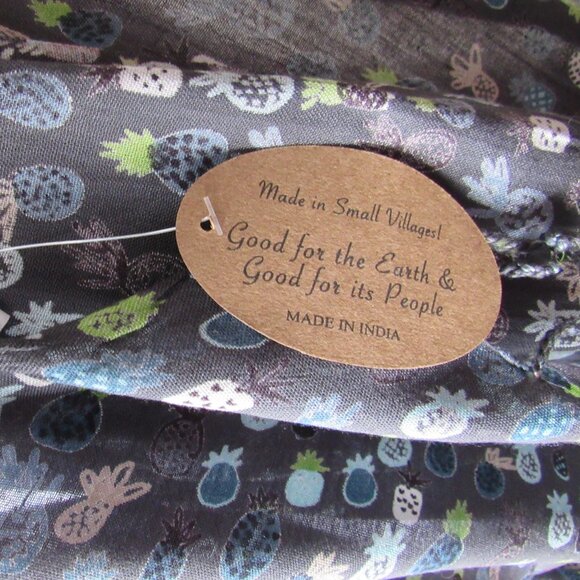 Made in Small Villages!
Good for the Earth &
Good for its People
MADE IN INDIA